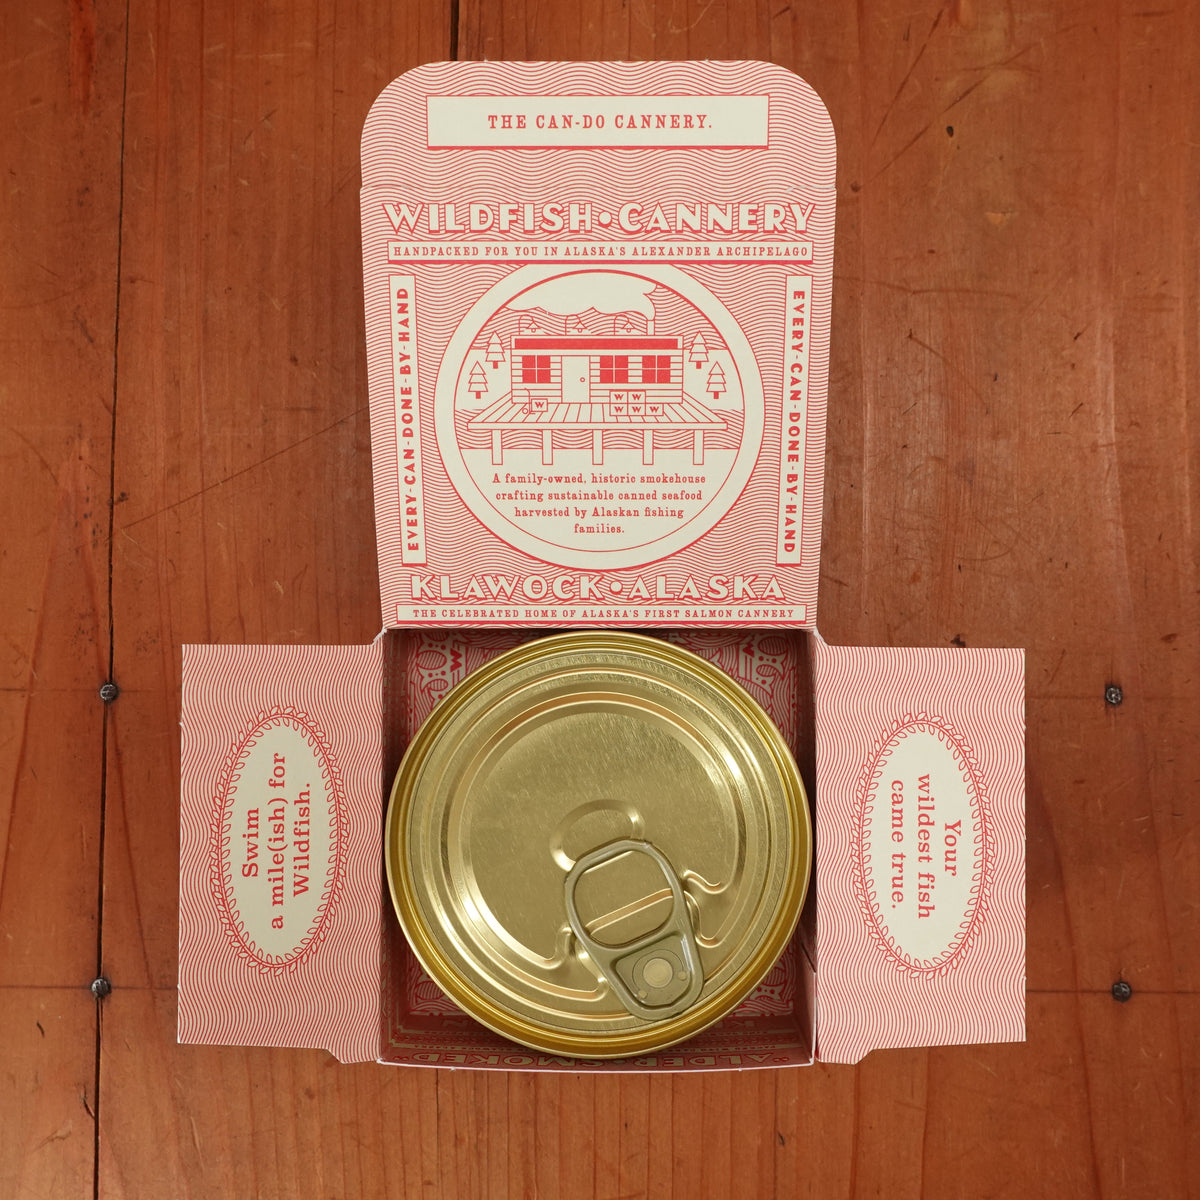 THE CAN-DO CANNERY.
WILDFISH•CANNERY
HANDPACKED FOR YOU IN ALASKA'S ALEXANDER ARCHIPELAGO
EVERY-CAN-DONE-BY-HAND
EVERY-CAN-DONE-BY-HAND
W
W W
W W W
A family-owned, historic smokehouse
crafting sustainable canned seafood
harvested by Alaskan fishing
families.
KLAWOCK•ALASKA
THE CELEBRATED HOME OF ALASKA'S FIRST SALMON CANNERY
Swim
a mile(ish) for
Wildfish.
Your
wildest fish
came true.
W
"ALDER•SMOKED"